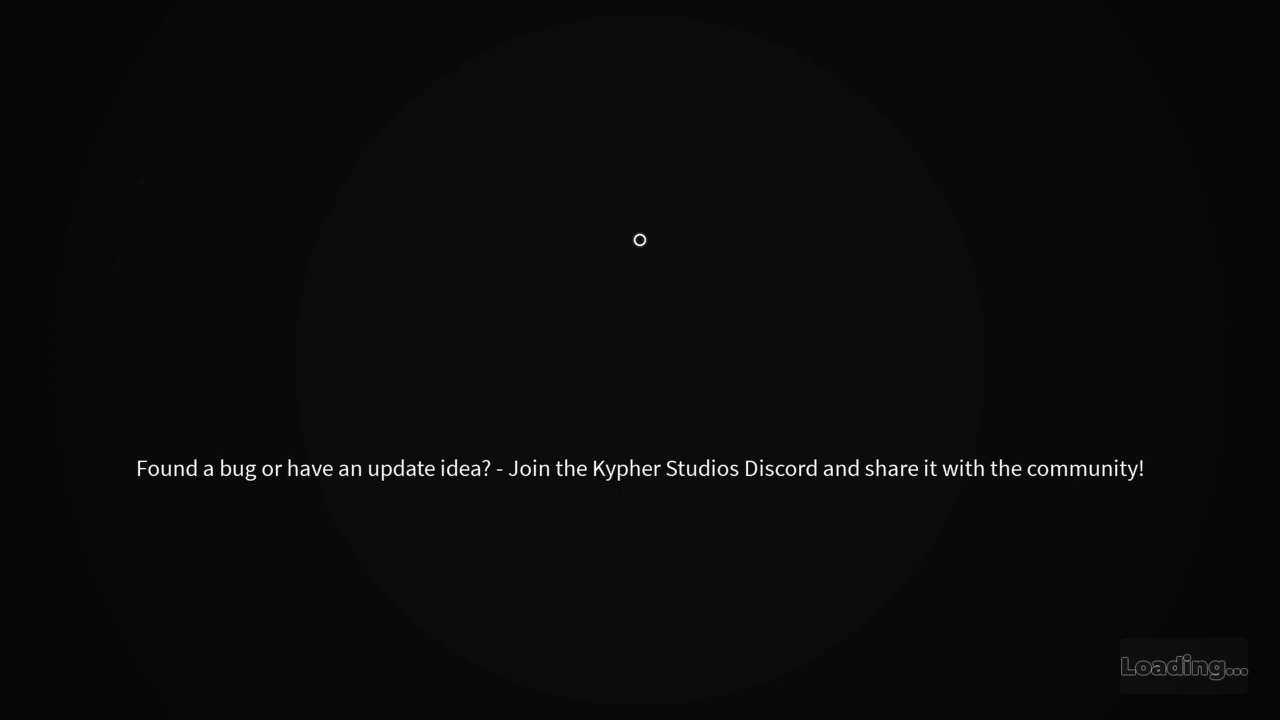 Found a bug or have an update idea? - Join the Kypher Studios Discord and share it with the community!
Loading...